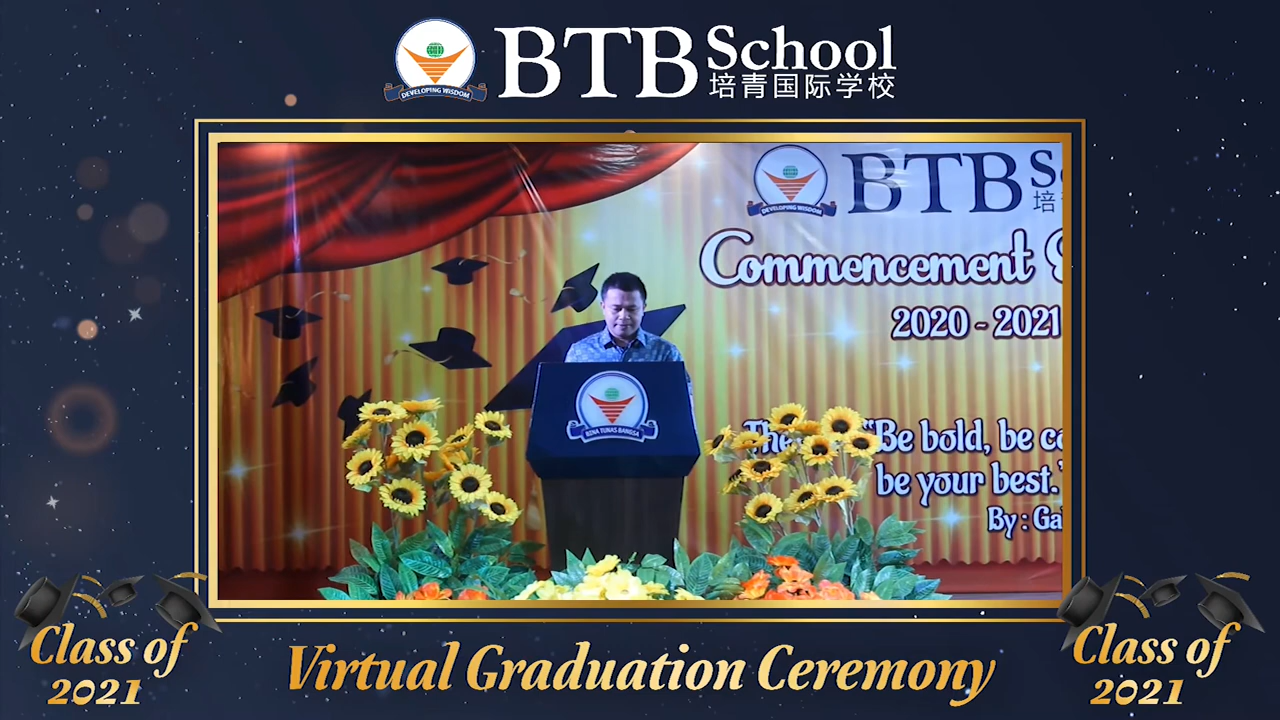 BTB School
培青国际学校
DEVELOPING WISDOM
BTB
DEVELOPING WISDOM
Commencement
2020 - 2021
"Be bold, be
be your best."
By :
BINA TUNAS BANGSA
Class of
2021
Virtual Graduation Ceremony
Class of
2021